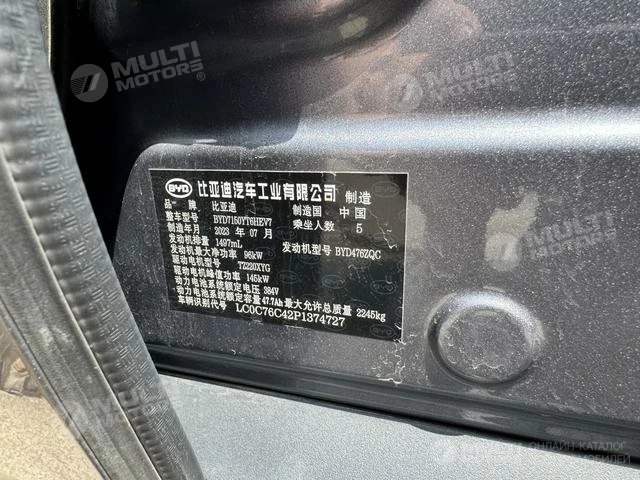 MULTI MOTORS®
MULTI MOTORS
BYD 比亚迪汽车工业有限公司 制造
品牌 比亚迪 制造国 中国
整车型号 BYD7150YT6HEV7 乘坐人数 5
制造年月 2023 年 07 月
发动机排量 1497mL 发动机型号 BYD476ZQC
发动机最大净功率 96kW
驱动电机型号 TZ220XYG
驱动电机峰值功率 145kW
动力电池系统额定电压 384V
动力电池系统额定容量 47.7Ah 最大允许总质量 2245kg
车辆识别代号 LC0C76C42P1374727
MULTI MOTORS
MULTI MOTORS
ОНЛАЙН КАТАЛОГ